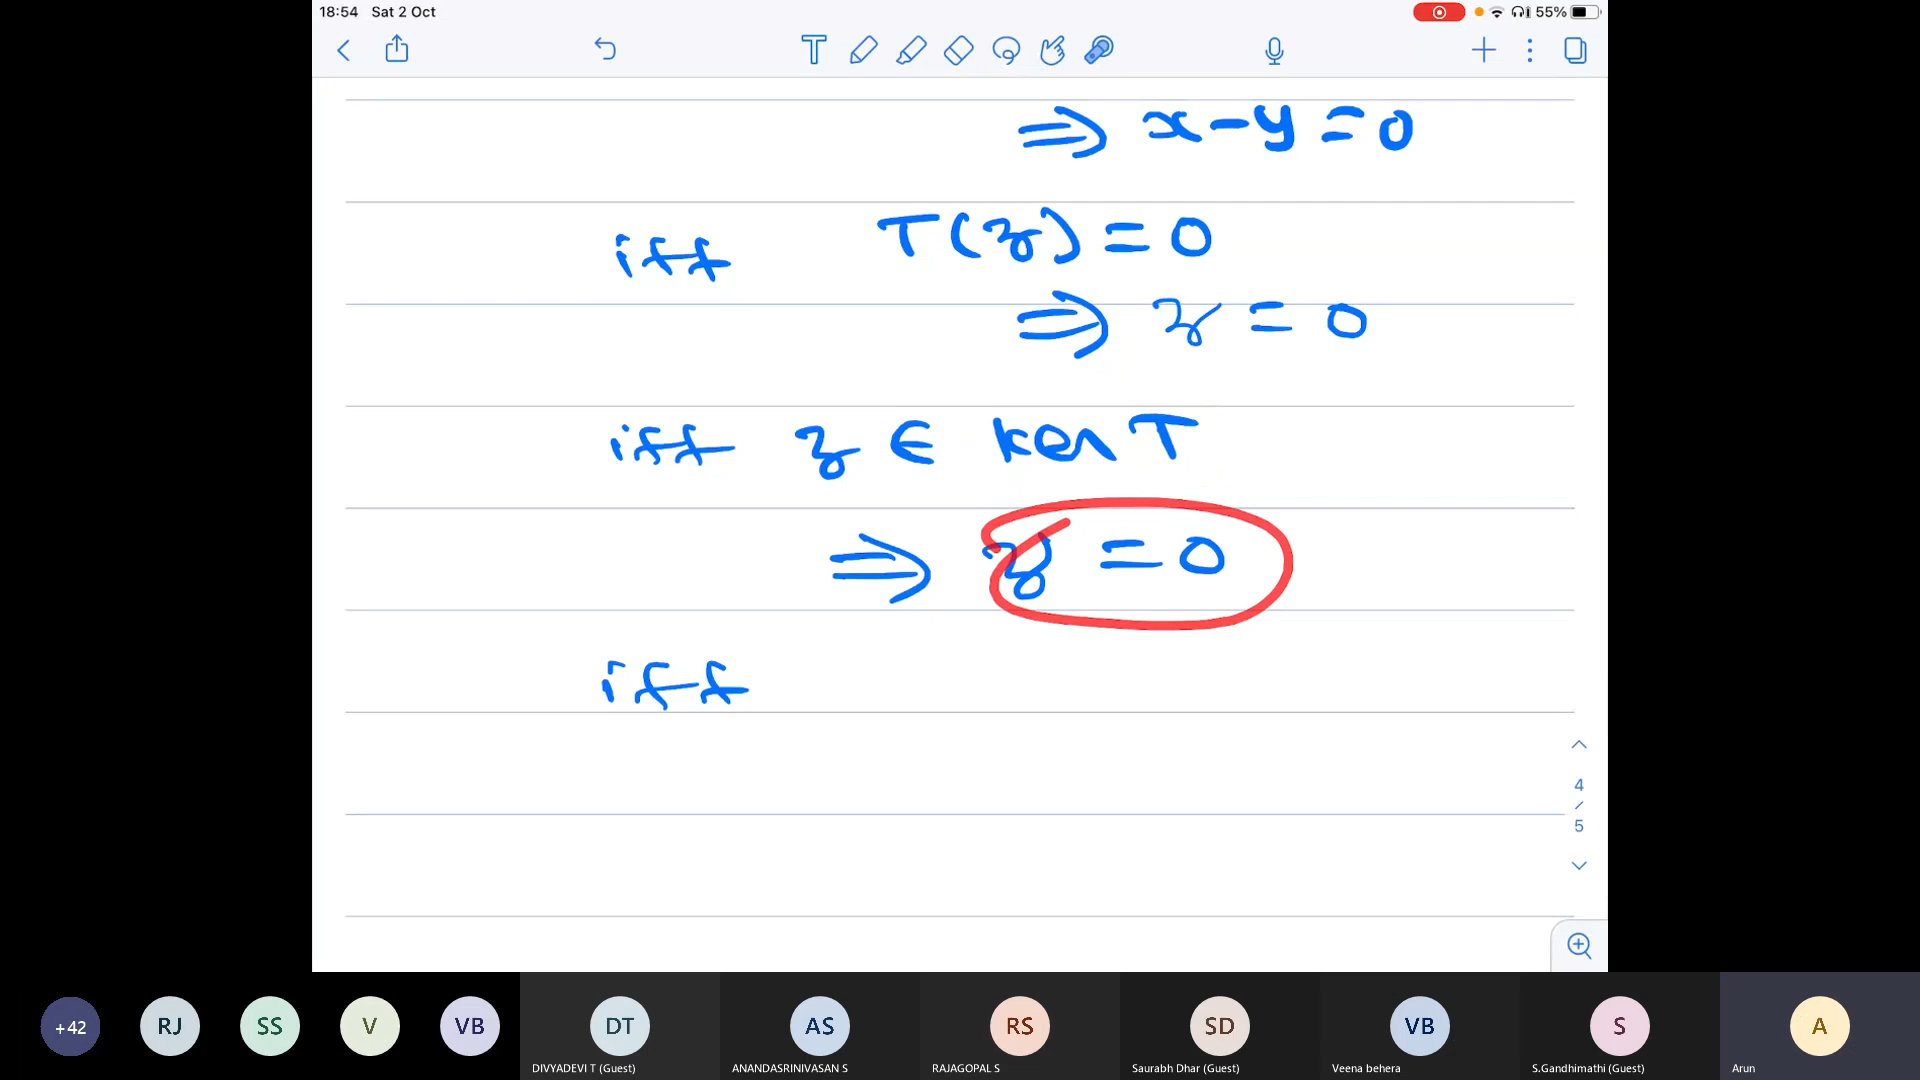 18:54 Sat 2 Oct 55%
⇒ x - y = 0
iff T(z) = 0
⇒ z = 0
iff z ∈ ker T
⇒ z = 0
iff
4
/
5
+42 RJ SS V VB DT AS RS SD VB S A
DIVYADEVI T (Guest) ANANDASRINIVASAN S RAJAGOPAL S Saurabh Dhar (Guest) Veena behera S.Gandhimathi (Guest) Arun